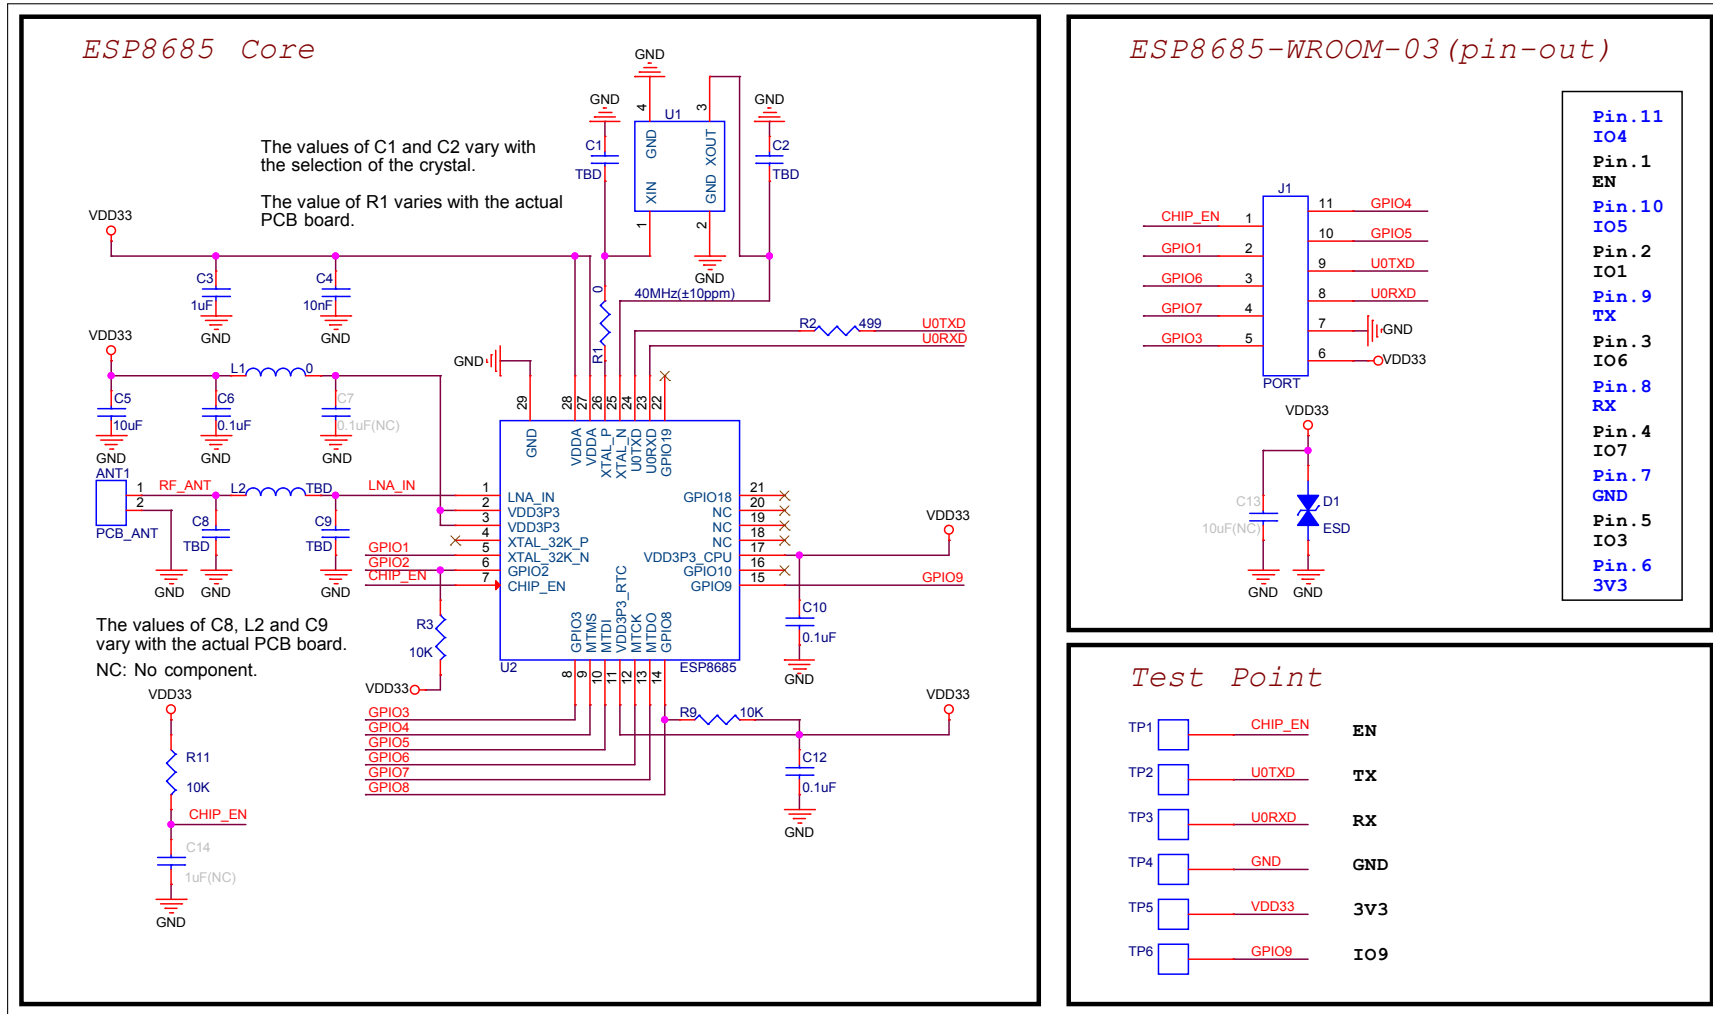 ESP8685 Core
The values of C1 and C2 vary with
the selection of the crystal.
The value of R1 varies with the actual
PCB board.
GND
GND
GND
4
3
U1
GND
XOUT
XIN
GND
1
2
GND
C1
TBD
C2
TBD
40MHz(±10ppm)
VDD33
C3
1uF
GND
C4
10nF
GND
0
R1
R2
499
U0TXD
U0RXD
VDD33
L1
0
C5
10uF
GND
C6
0.1uF
GND
C7
0.1uF(NC)
GND
GND
29
28
27
26
25
24
23
22
GND
VDDA
VDDA
XTAL_P
XTAL_N
U0TXD
U0RXD
GPIO19
ANT1
1
2
PCB_ANT
RF_ANT
L2
TBD
LNA_IN
C8
TBD
C9
TBD
GND
GND
GND
GPIO1
GPIO2
CHIP_EN
1
2
3
4
5
6
7
LNA_IN
VDD3P3
VDD3P3
XTAL_32K_P
XTAL_32K_N
GPIO2
CHIP_EN
GPIO18
NC
NC
NC
VDD3P3_CPU
GPIO10
GPIO9
21
20
19
18
17
16
15
VDD33
GPIO9
C10
0.1uF
GND
GPIO3
MTMS
MTDI
VDD3P3_RTC
MTCK
MTDO
GPIO8
U2
ESP8685
8
9
10
11
12
13
14
R3
10K
VDD33
The values of C8, L2 and C9
vary with the actual PCB board.
NC: No component.
GPIO3
GPIO4
GPIO5
GPIO6
GPIO7
GPIO8
R9
10K
VDD33
C12
0.1uF
GND
VDD33
R11
10K
CHIP_EN
C14
1uF(NC)
GND
ESP8685-WROOM-03(pin-out)
J1
CHIP_EN
1
GPIO1
2
GPIO6
3
GPIO7
4
GPIO3
5
11
GPIO4
10
GPIO5
9
U0TXD
8
U0RXD
7
GND
6
VDD33
PORT
VDD33
C13
10uF(NC)
D1
ESD
GND
GND
Pin.11
IO4
Pin.1
EN
Pin.10
IO5
Pin.2
IO1
Pin.9
TX
Pin.3
IO6
Pin.8
RX
Pin.4
IO7
Pin.7
GND
Pin.5
IO3
Pin.6
3V3
Test Point
TP1
CHIP_EN
EN
TP2
U0TXD
TX
TP3
U0RXD
RX
TP4
GND
GND
TP5
VDD33
3V3
TP6
GPIO9
IO9